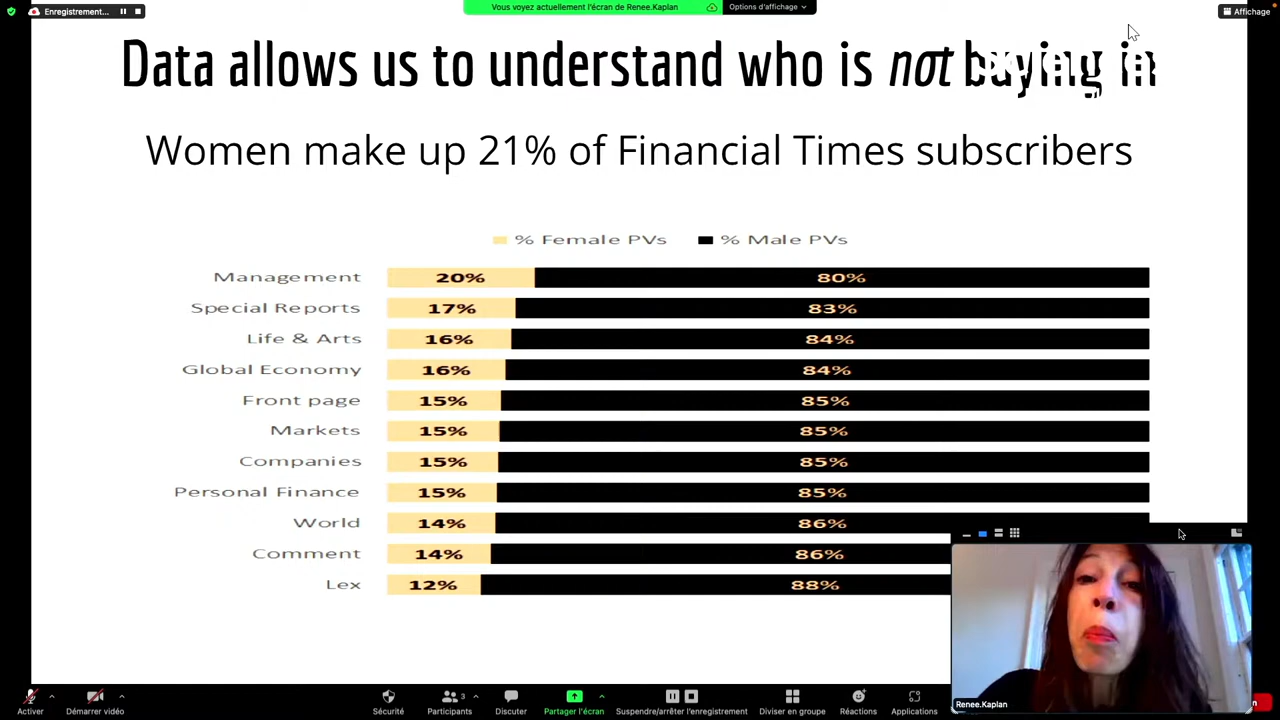 Enregistrement...
Vous voyez actuellement l'écran de Renee.Kaplan
Options d'affichage
Affichage
Data allows us to understand who is not buying in
Women make up 21% of Financial Times subscribers
% Female PVs % Male PVs
Management 20% 80%
Special Reports 17% 83%
Life & Arts 16% 84%
Global Economy 16% 84%
Front page 15% 85%
Markets 15% 85%
Companies 15% 85%
Personal Finance 15% 85%
World 14% 86%
Comment 14% 86%
Lex 12% 88%
Renee.Kaplan
Activer
Démarrer vidéo
Sécurité
Participants 3
Discuter
Partager l'écran
Suspendre/arrêter l'enregistrement
Diviser en groupe
Réactions
Applications